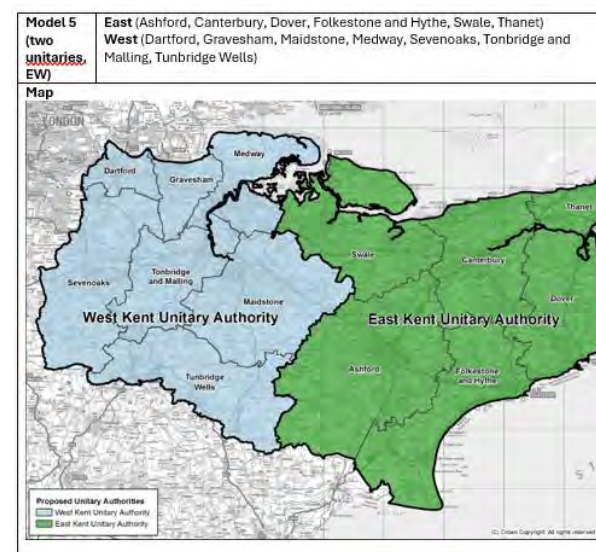 Model 5
(two
unitaries,
EW)
East (Ashford, Canterbury, Dover, Folkestone and Hythe, Swale, Thanet)
West (Dartford, Gravesham, Maidstone, Medway, Sevenoaks, Tonbridge and
Malling, Tunbridge Wells)
Map
LONDON
Medway
Dartford
Gravesham
Thanet
Swale
Canterbury
Sevenoaks
Tonbridge
and Malling
Maidstone
Dover
West Kent Unitary Authority
East Kent Unitary Authority
Ashford
Folkestone
and Hythe
Tunbridge
Wells
Proposed Unitary Authorities
West Kent Unitary Authority
East Kent Unitary Authority
(C) Crown Copyright. All rights reserved